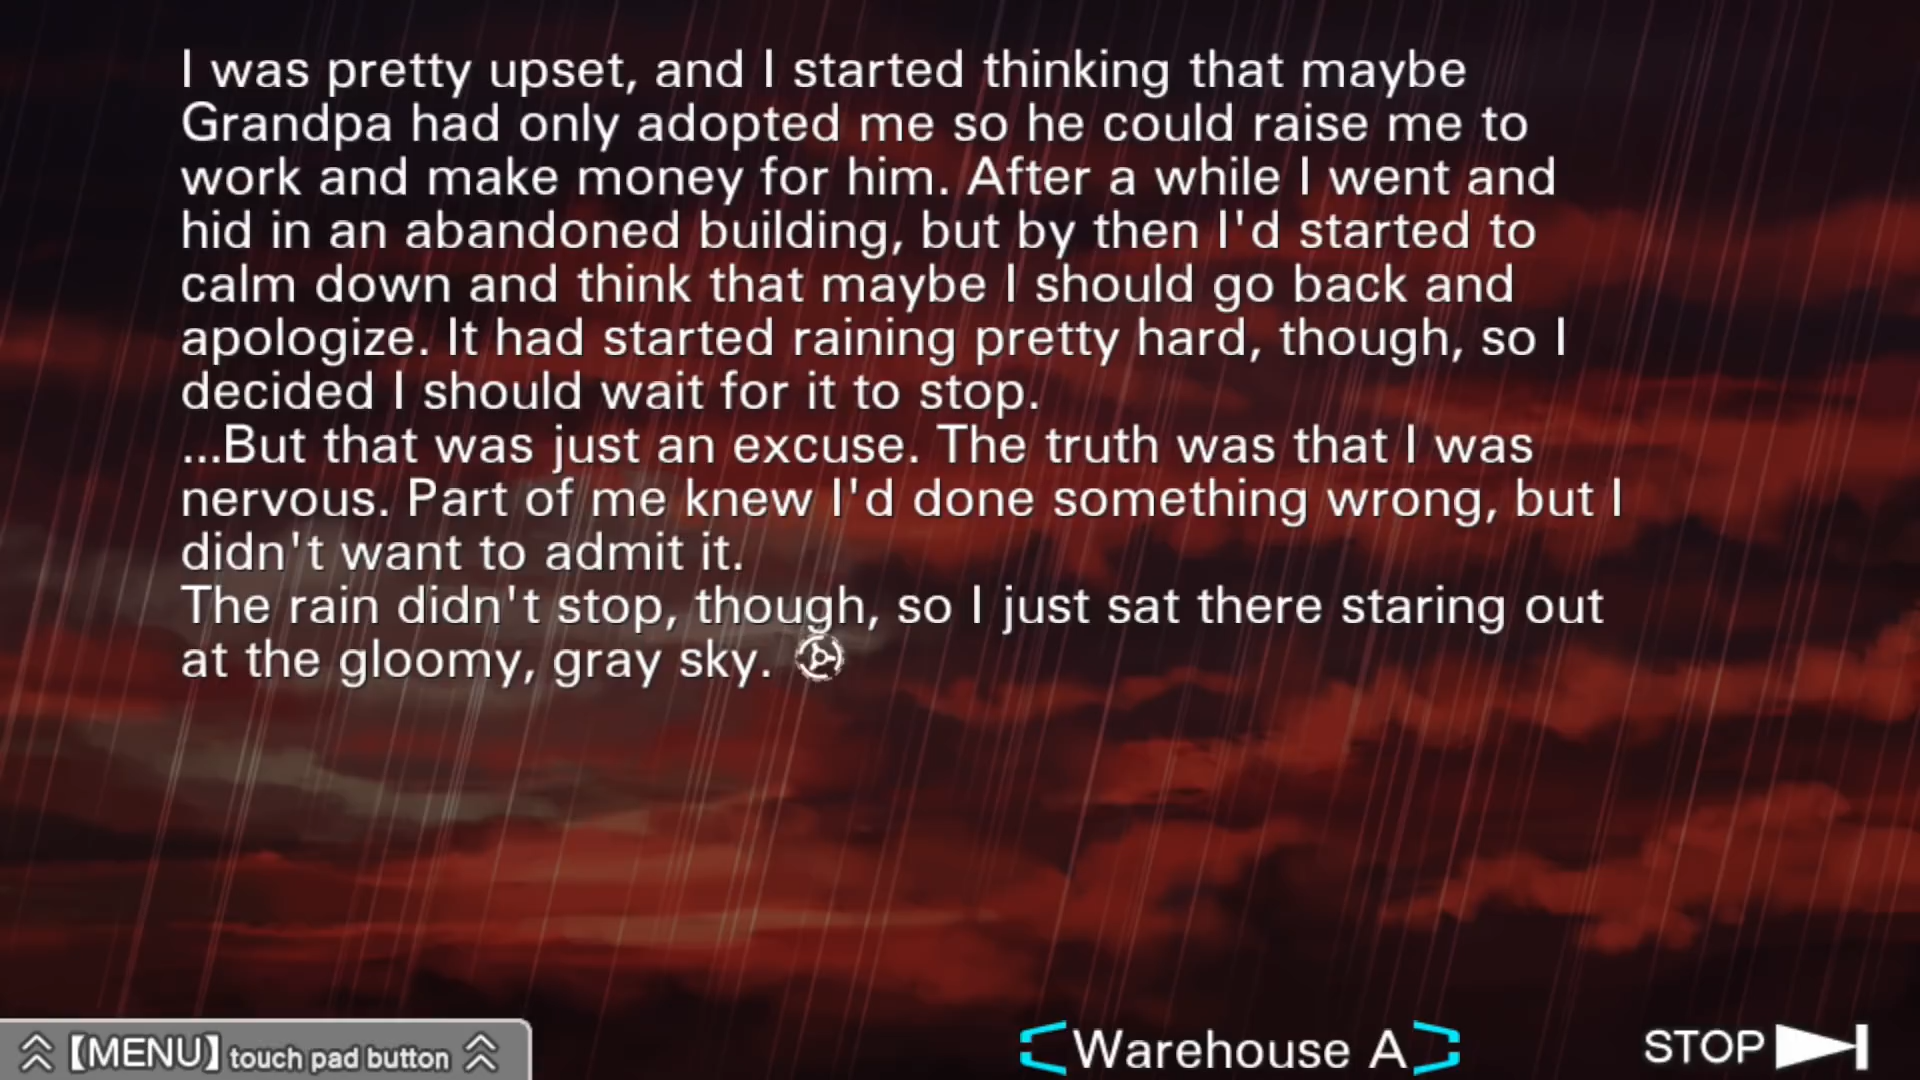 I was pretty upset, and I started thinking that maybe
Grandpa had only adopted me so he could raise me to
work and make money for him. After a while I went and
hid in an abandoned building, but by then I'd started to
calm down and think that maybe I should go back and
apologize. It had started raining pretty hard, though, so I
decided I should wait for it to stop.
...But that was just an excuse. The truth was that I was
nervous. Part of me knew I'd done something wrong, but I
didn't want to admit it.
The rain didn't stop, though, so I just sat there staring out
at the gloomy, gray sky.
【MENU】 touch pad button
Warehouse A
STOP